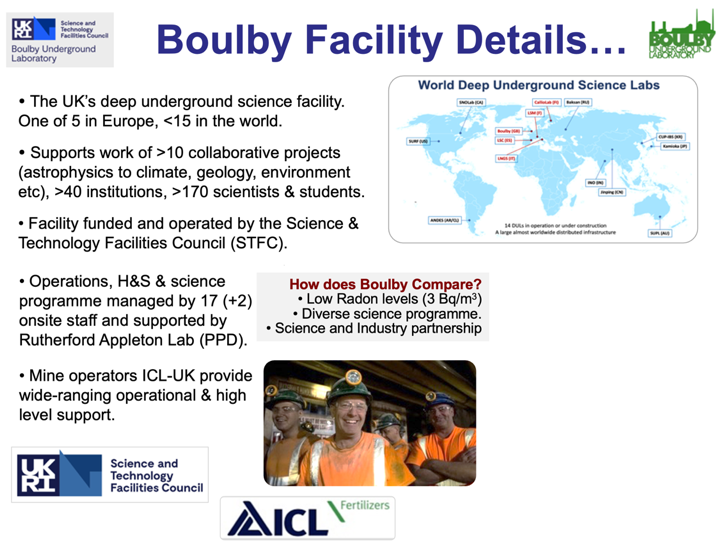 UK RI
Science and
Technology
Facilities Council
Boulby Underground
Laboratory
Boulby Facility Details…
BOULBY
UNDERGROUND
LABORATORY
• The UK's deep underground science facility.
One of 5 in Europe, <15 in the world.
• Supports work of >10 collaborative projects
(astrophysics to climate, geology, environment
etc), >40 institutions, >170 scientists & students.
• Facility funded and operated by the Science &
Technology Facilities Council (STFC).
• Operations, H&S & science
programme managed by 17 (+2)
onsite staff and supported by
Rutherford Appleton Lab (PPD).
• Mine operators ICL-UK provide
wide-ranging operational & high
level support.
World Deep Underground Science Labs
SNOLab (CA)
CallioLab (FI)
Baksan (RU)
LSM (F)
Boulby (GB)
SURF (US)
LSC (ES)
CUP-IBS (KR)
Kamioka (JP)
LNGS (IT)
INO (IN)
Jinping (CN)
ANDES (AR/CL)
14 DULs in operation or under construction
A large almost worldwide distributed infrastructure
SUPL (AU)
How does Boulby Compare?
• Low Radon levels (3 Bq/m³)
• Diverse science programme.
• Science and Industry partnership
UK RI
Science and
Technology
Facilities Council
ICL
Fertilizers